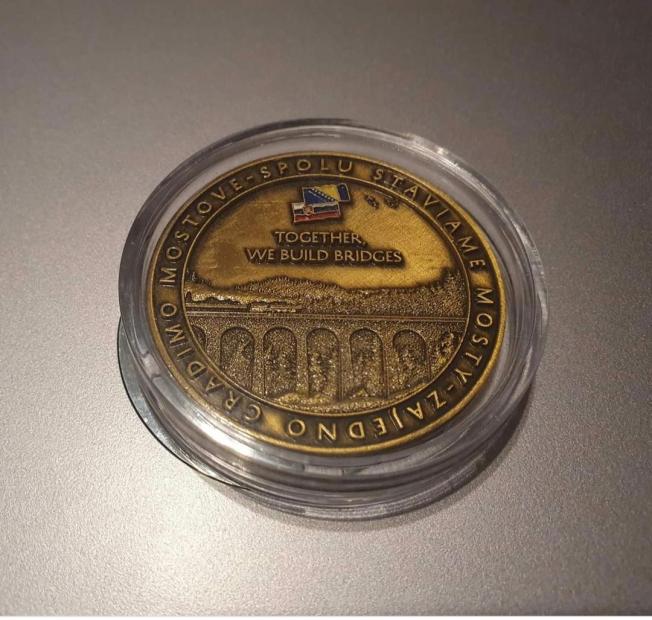 SPOLU STAVIAME MOSTY-ZAJEDNO GRADIMO MOSTOVE-
TOGETHER,
WE BUILD BRIDGES